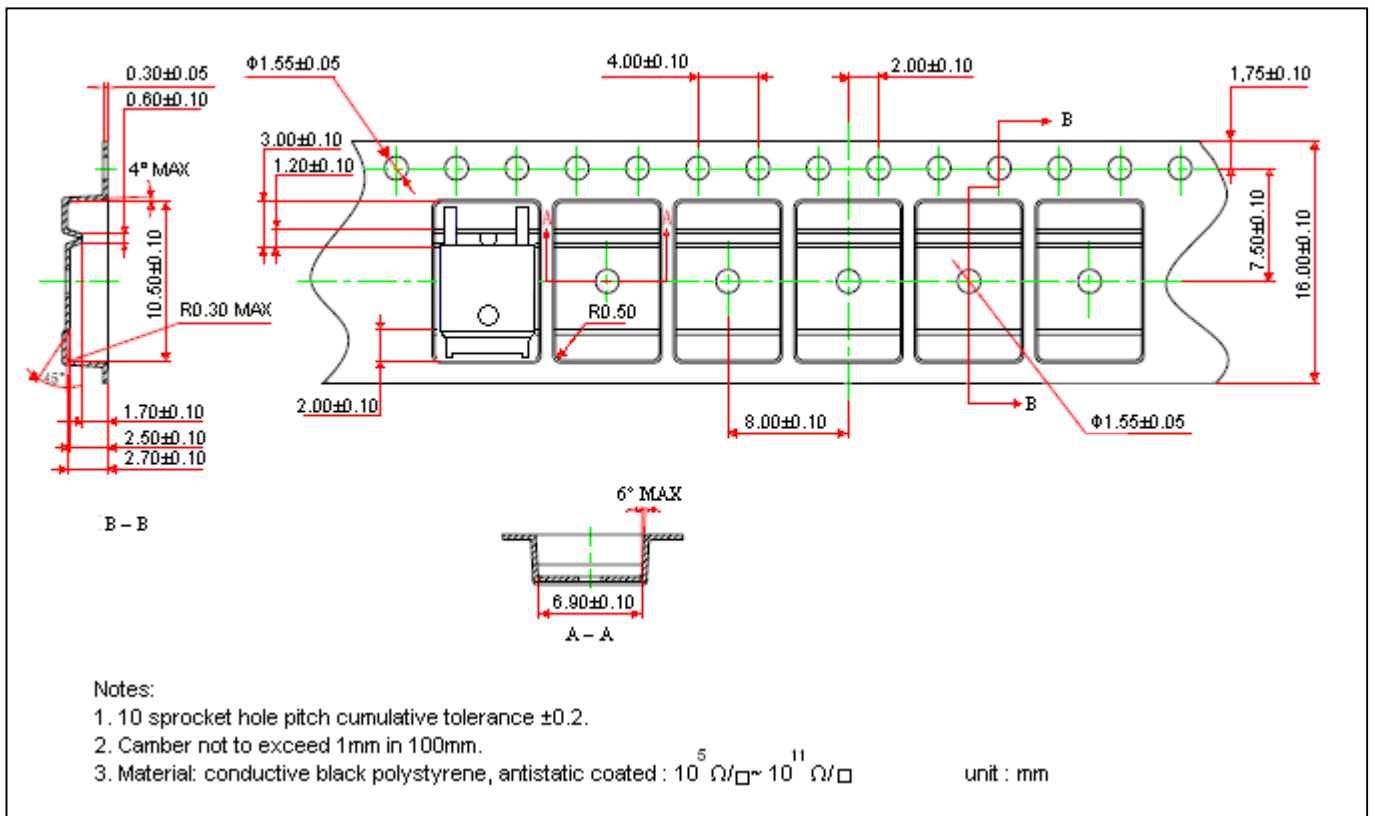 0.30±0.05
Φ1.55±0.05
4.00±0.10
2.00±0.10
1,75±0.10
0.60±0.10
3.00±0.10
B
4° MAX
1.20±0.10
A
A
10.50±0.10
7.50±0.10
16.00±0.10
R0.30 MAX
R0.50
45°
1.70±0.10
2.00±0.10
8.00±0.10
B
Φ1.55±0.05
2.50±0.10
2.70±0.10
6° MAX
B – B
6.90±0.10
A – A
Notes:
1. 10 sprocket hole pitch cumulative tolerance ±0.2.
2. Camber not to exceed 1mm in 100mm.
3. Material: conductive black polystyrene, antistatic coated : 10⁵ Ω/□~ 10¹¹ Ω/□ unit : mm